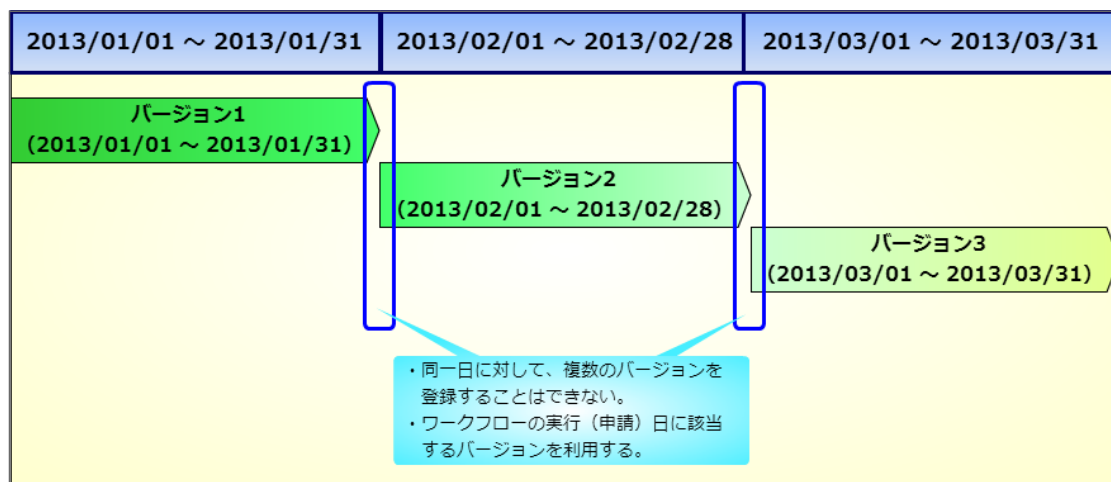 2013/01/01 ～ 2013/01/31
2013/02/01 ～ 2013/02/28
2013/03/01 ～ 2013/03/31
バージョン1
（2013/01/01 ～ 2013/01/31）
バージョン2
（2013/02/01 ～ 2013/02/28）
バージョン3
（2013/03/01 ～ 2013/03/31）
・同一日に対して、複数のバージョンを
登録することはできない。
・ワークフローの実行（申請）日に該当
するバージョンを利用する。